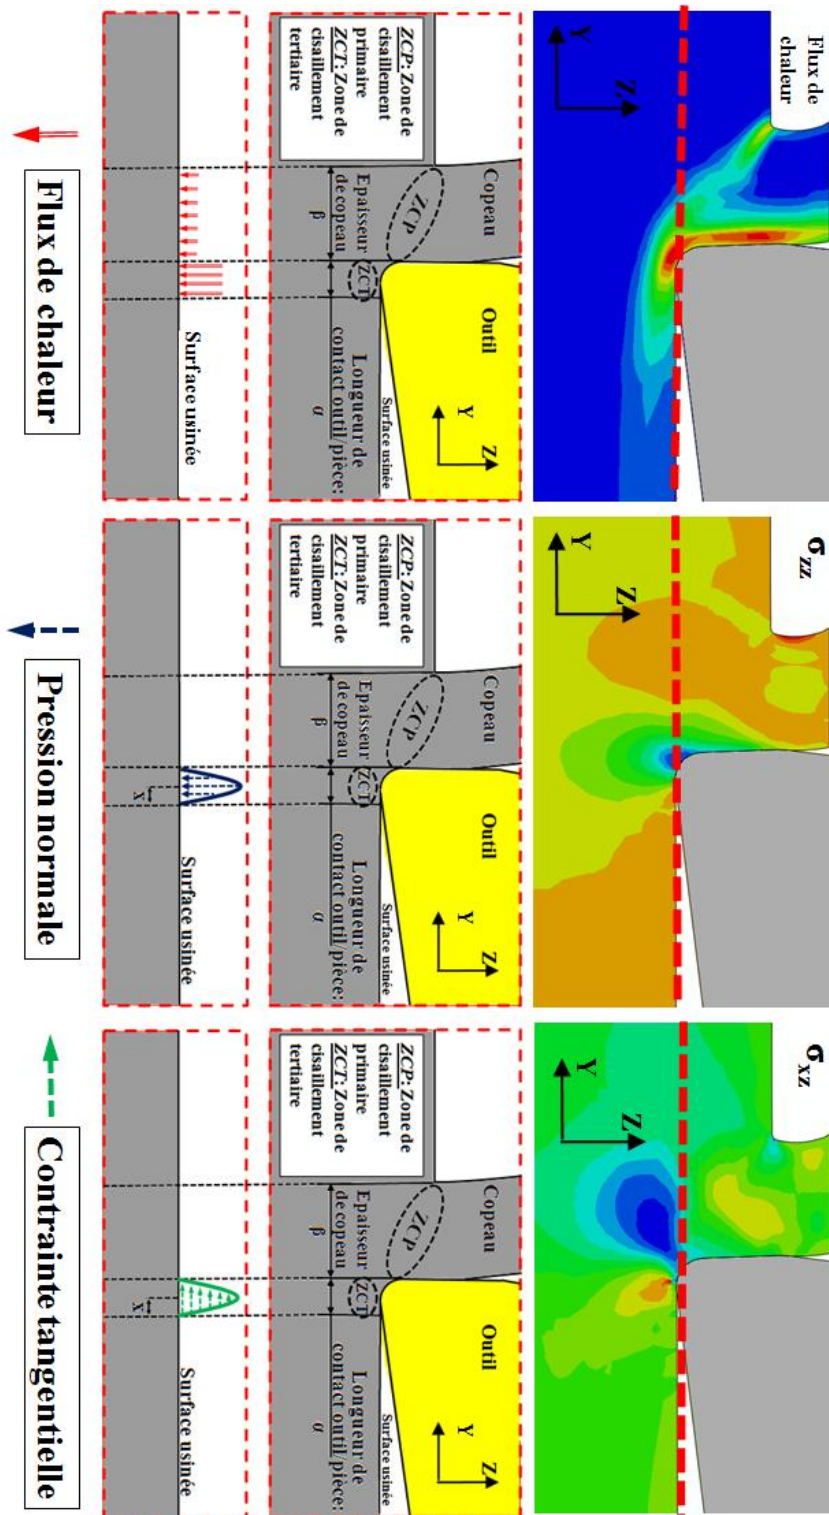 Flux de
chaleur
Z
Y
σzz
Z
Y
σxz
Z
Y
ZCP: Zone de
cisaillement
primaire
ZCT: Zone de
cisaillement
tertiaire
Copeau
ZCP
Epaisseur
de copeau
β
ZCT
Outil
Z
Y
Surface usinée
Longueur de
contact outil/pièce:
α
ZCP: Zone de
cisaillement
primaire
ZCT: Zone de
cisaillement
tertiaire
Copeau
ZCP
Epaisseur
de copeau
β
ZCT
Outil
Z
Y
Surface usinée
Longueur de
contact outil/pièce:
α
ZCP: Zone de
cisaillement
primaire
ZCT: Zone de
cisaillement
tertiaire
Copeau
ZCP
Epaisseur
de copeau
β
ZCT
Outil
Z
Y
Surface usinée
Longueur de
contact outil/pièce:
α
Surface usinée
x
Surface usinée
x
Surface usinée
Flux de chaleur
Pression normale
Contrainte tangentielle